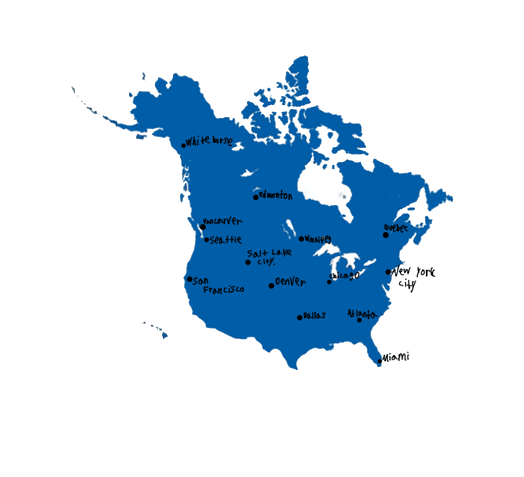 Whitehorse
Edmonton
Vancouver
Quebec
Seattle
Winnipeg
Salt Lake
City
New York
City
Chicago
San
Francisco
Denver
Dallas
Atlanta
Miami